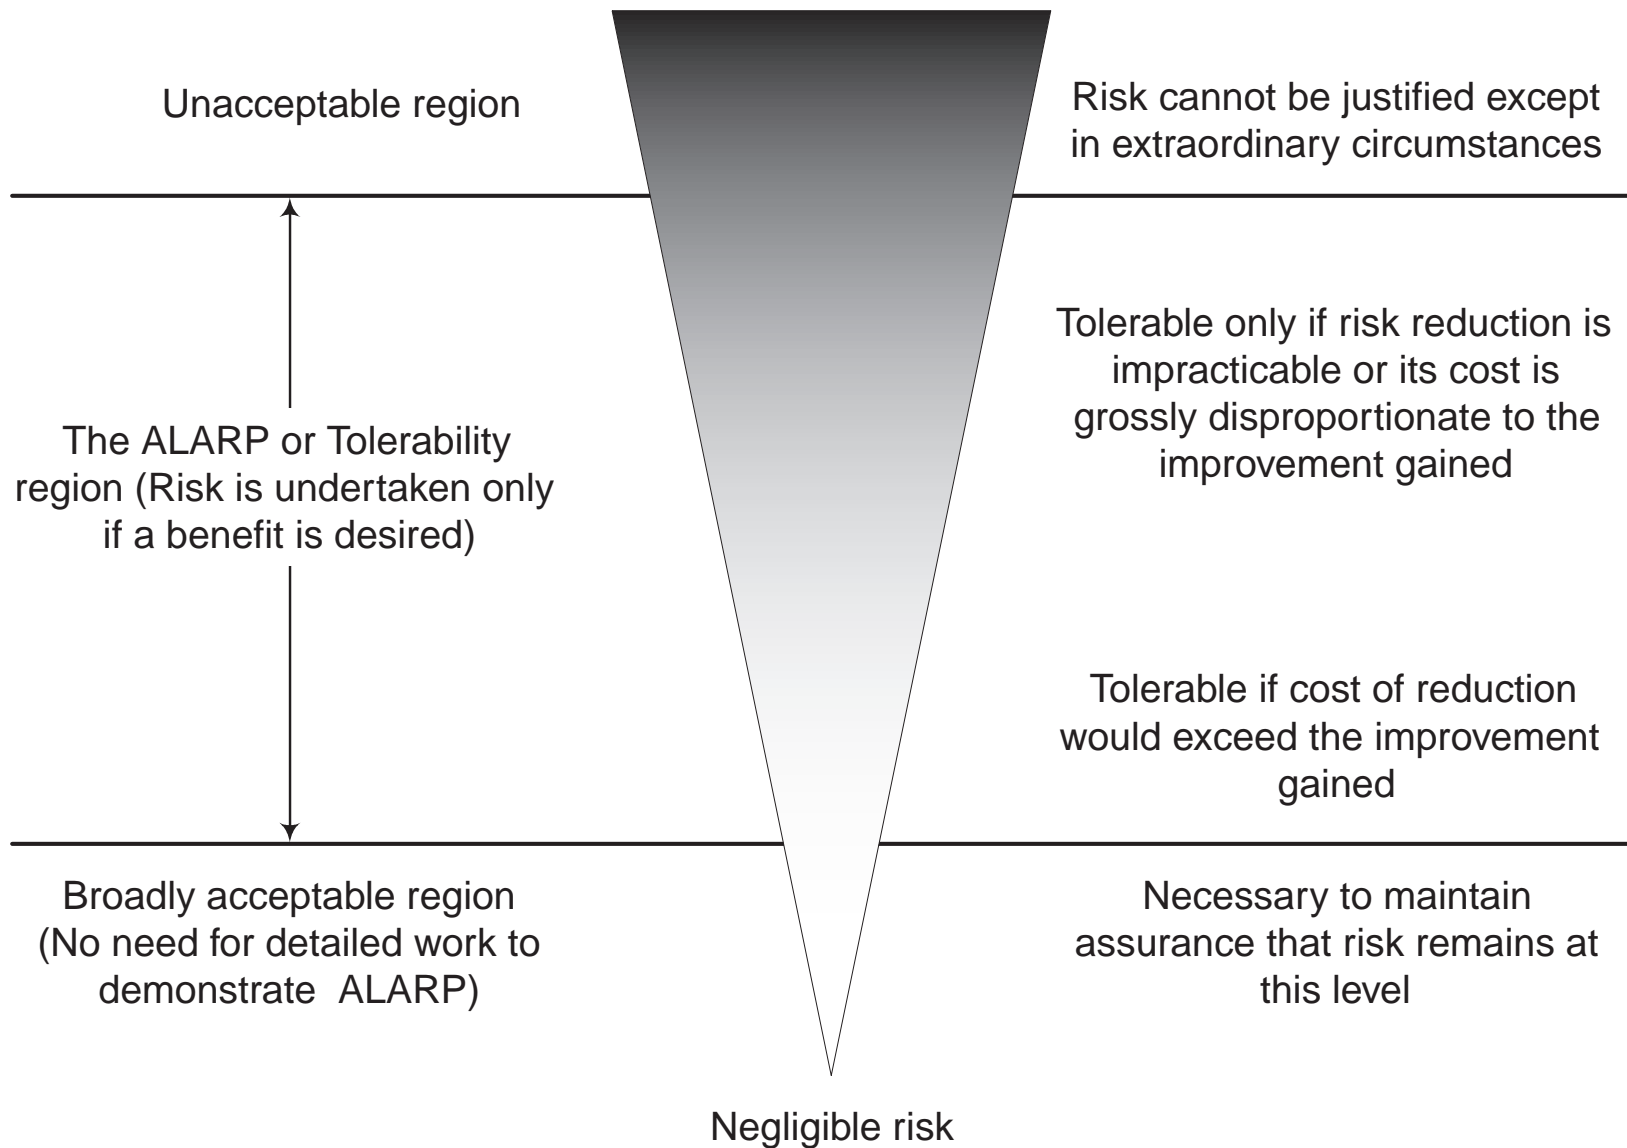 Unacceptable region
Risk cannot be justified except
in extraordinary circumstances
The ALARP or Tolerability
region (Risk is undertaken only
if a benefit is desired)
Tolerable only if risk reduction is
impracticable or its cost is
grossly disproportionate to the
improvement gained
Tolerable if cost of reduction
would exceed the improvement
gained
Broadly acceptable region
(No need for detailed work to
demonstrate ALARP)
Necessary to maintain
assurance that risk remains at
this level
Negligible risk